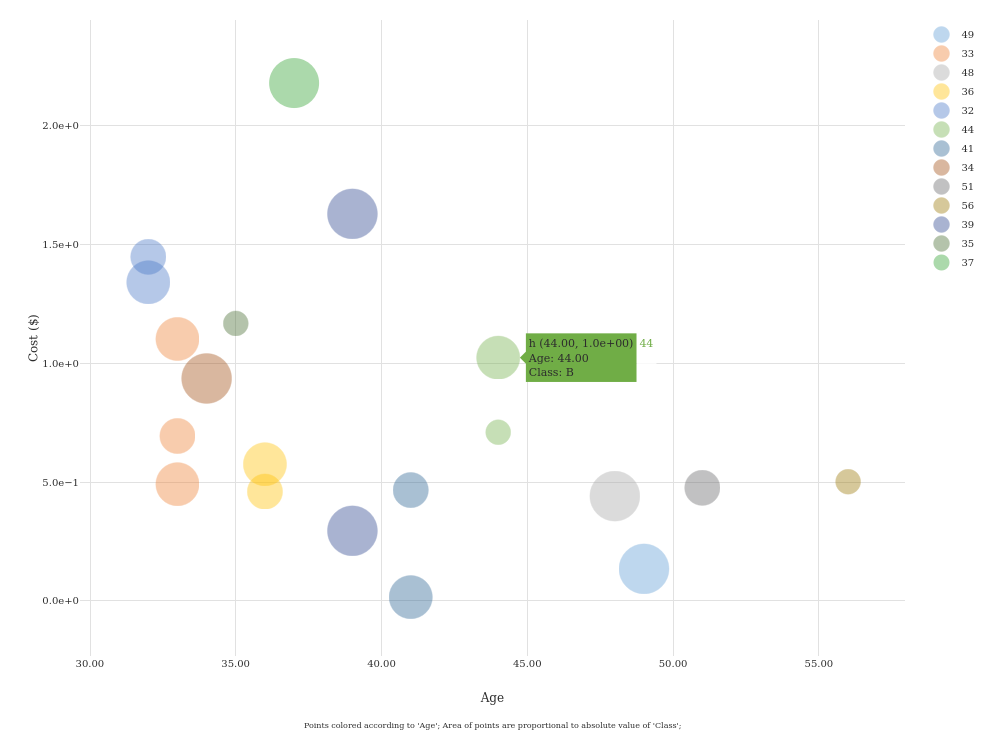 49
33
48
36
32
44
41
34
51
56
39
35
37
2.0e+0
1.5e+0
1.0e+0
5.0e−1
0.0e+0
Cost ($)
h (44.00, 1.0e+00) 44
Age: 44.00
Class: B
30.00 35.00 40.00 45.00 50.00 55.00
Age
Points colored according to 'Age'; Area of points are proportional to absolute value of 'Class';